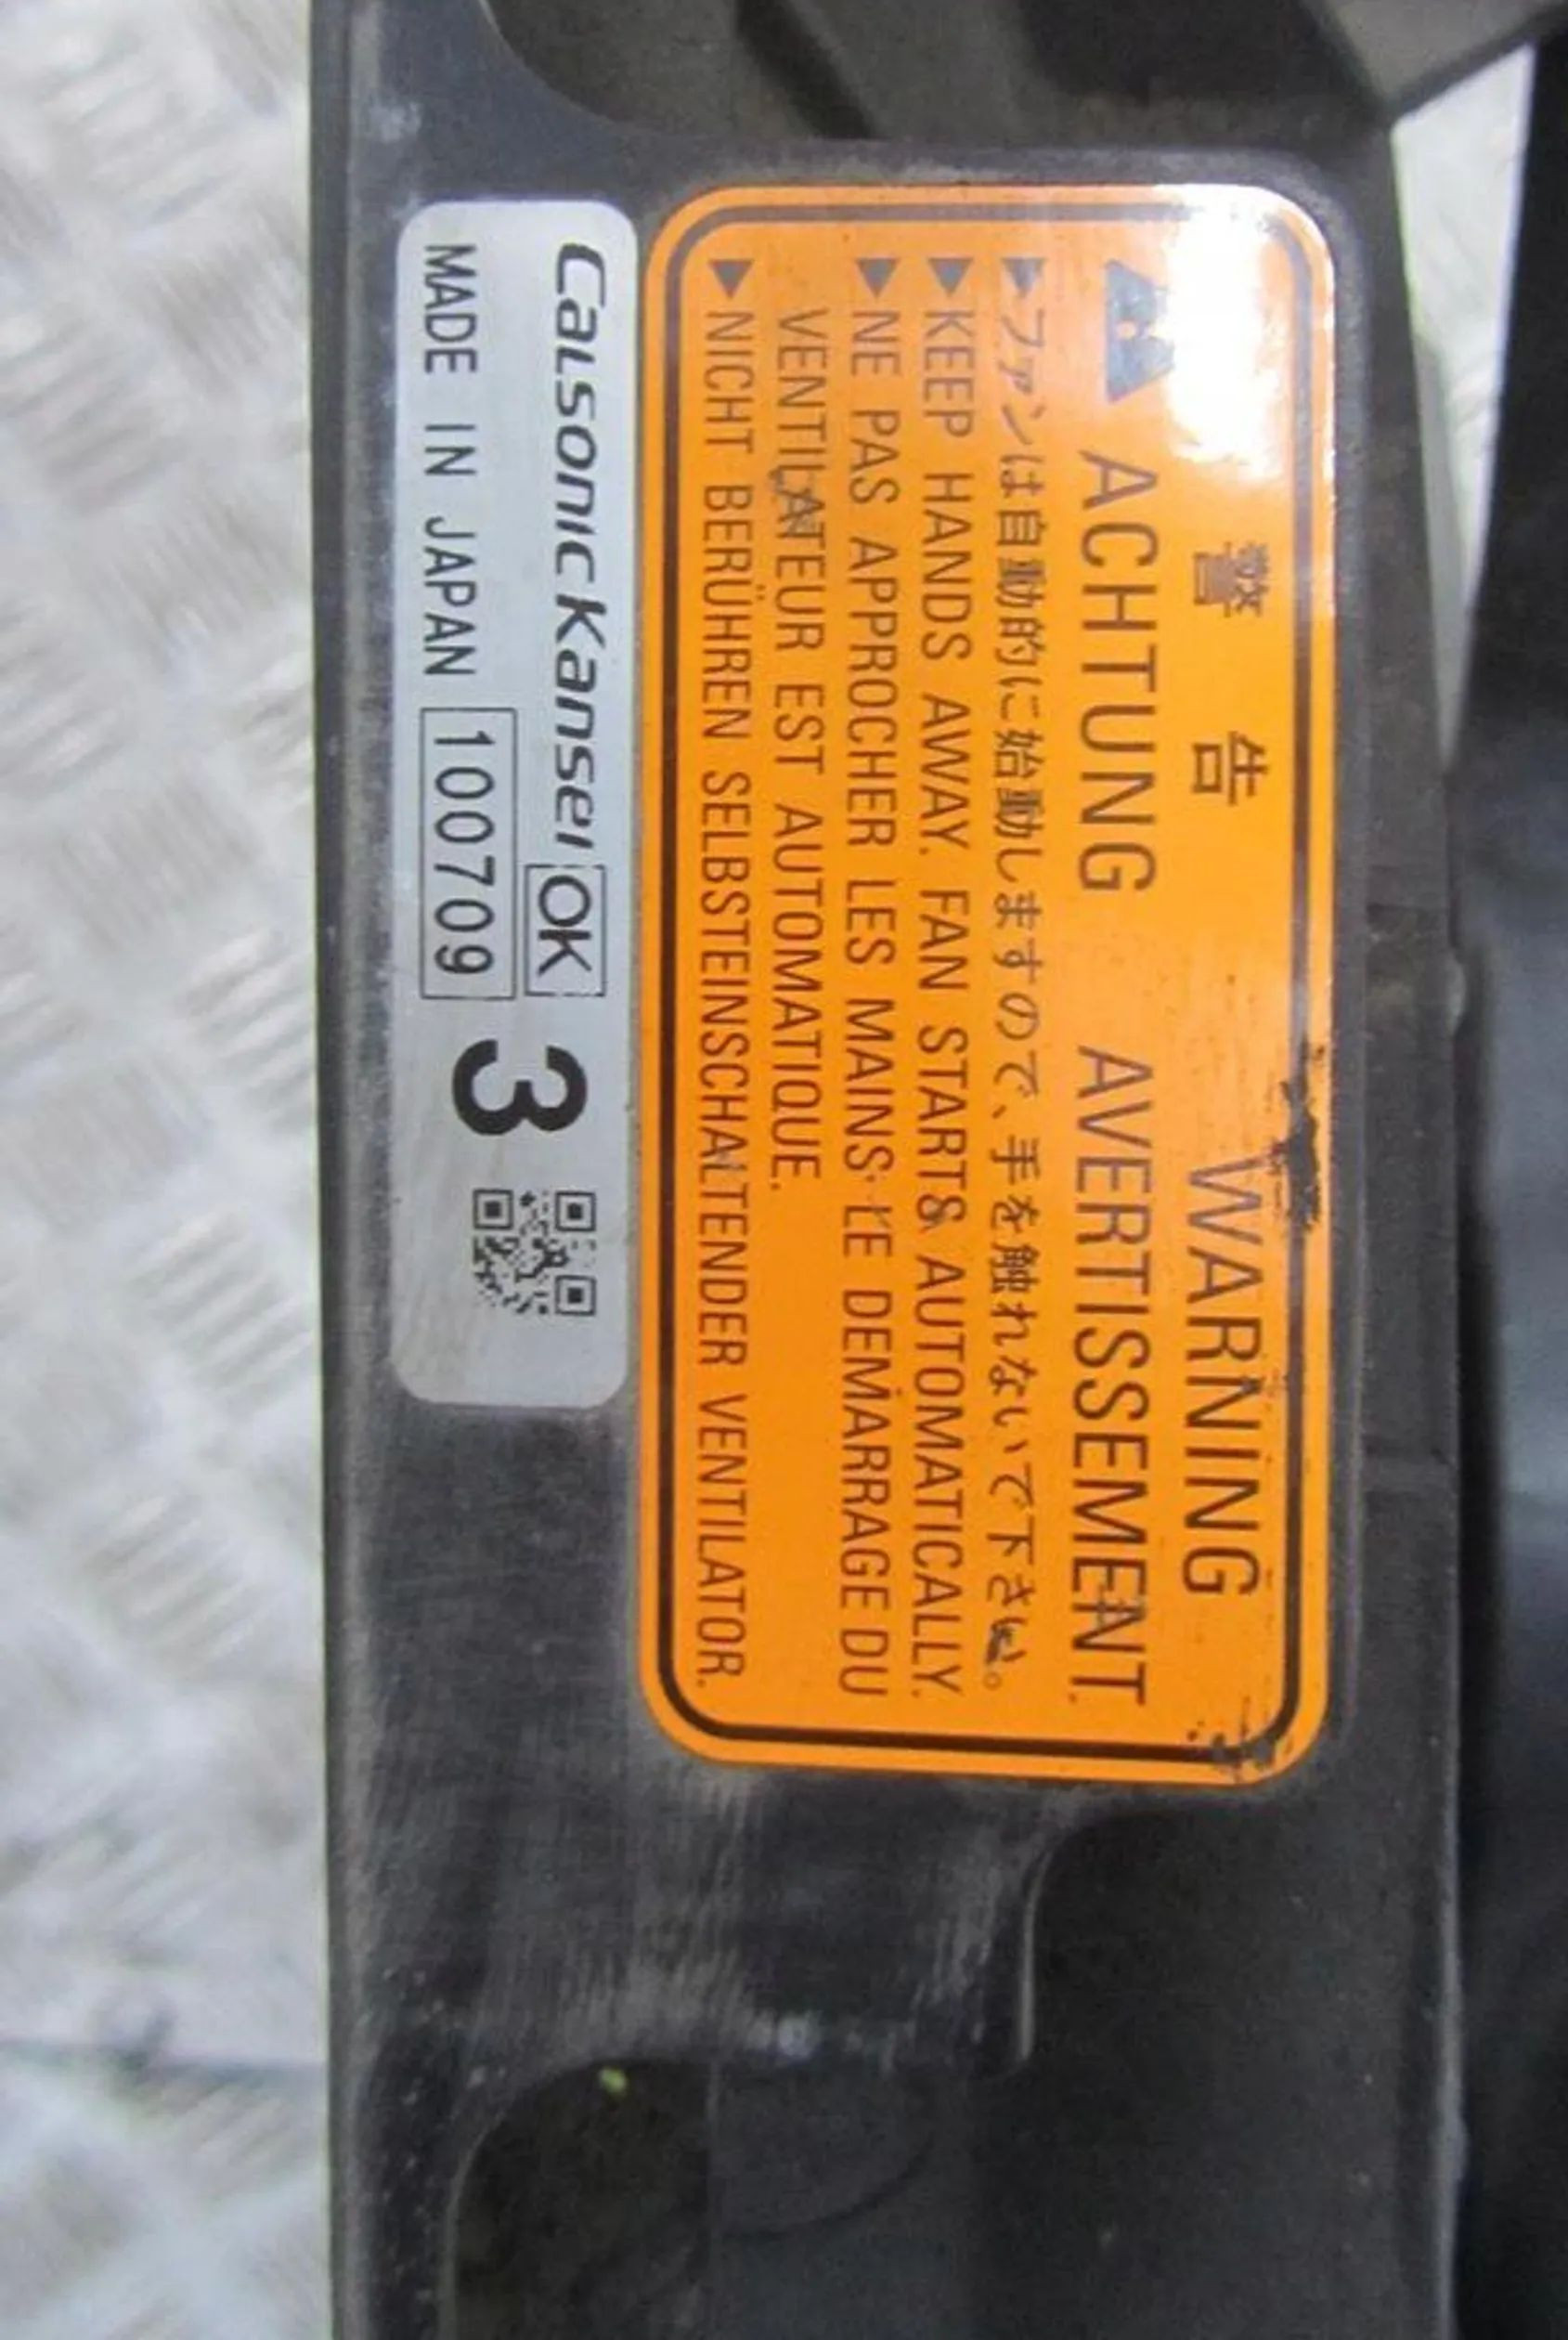 警告 WARNING
ACHTUNG AVERTISSEMENT
▶ファンは自動的に始動しますので、手を触れないで下さい。
▶KEEP HANDS AWAY. FAN STARTS AUTOMATICALLY.
▶NE PAS APPROCHER LES MAINS; LE DEMARRAGE DU
VENTILATEUR EST AUTOMATIQUE.
▶NICHT BERÜHREN SELBSTEINSCHALTENDER VENTILATOR.
CalsonicKansei OK
MADE IN JAPAN 100709
3